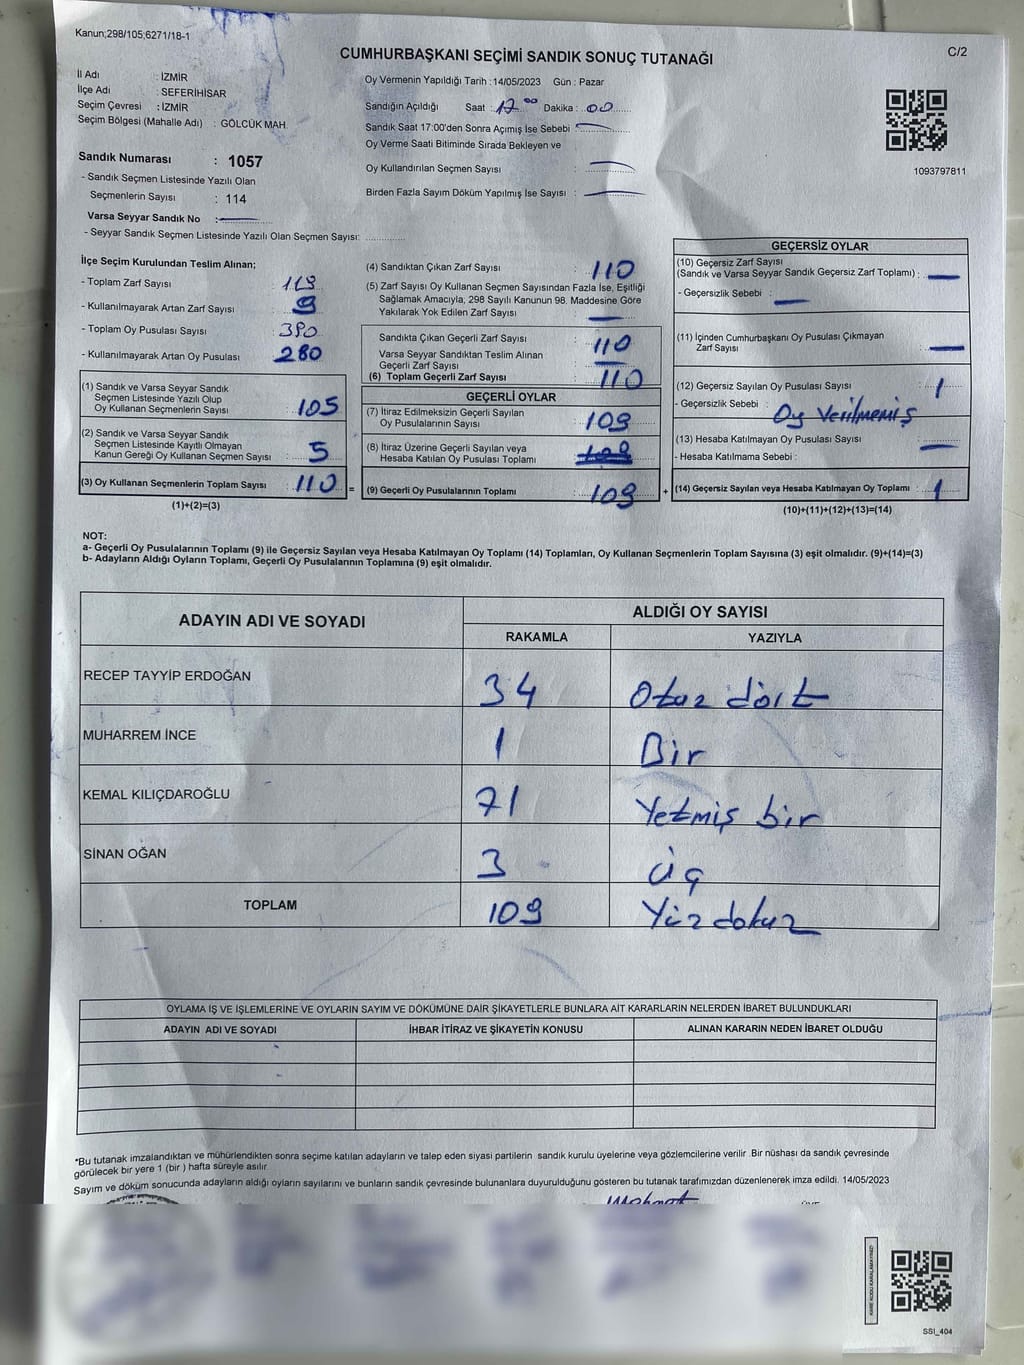 Kanun;298/105;6271/18-1
C/2
CUMHURBAŞKANI SEÇİMİ SANDIK SONUÇ TUTANAĞI
İl Adı : İZMİR
İlçe Adı : SEFERİHİSAR
Seçim Çevresi : İZMİR
Seçim Bölgesi (Mahalle Adı) : GÖLCÜK MAH.
Sandık Numarası : 1057
- Sandık Seçmen Listesinde Yazılı Olan
Seçmenlerin Sayısı : 114
Varsa Seyyar Sandık No :
- Seyyar Sandık Seçmen Listesinde Yazılı Olan Seçmen Sayısı:
Oy Vermenin Yapıldığı Tarih :14/05/2023 Gün : Pazar
Sandığın Açıldığı Saat : 17.00 Dakika : 00
Sandık Saat 17:00'den Sonra Açımış İse Sebebi :
Oy Verme Saati Bitiminde Sırada Bekleyen ve
Oy Kullandırılan Seçmen Sayısı :
Birden Fazla Sayım Döküm Yapılmış İse Sayısı :
1093797811
İlçe Seçim Kurulundan Teslim Alınan;
- Toplam Zarf Sayısı : 119
- Kullanılmayarak Artan Zarf Sayısı : 9
- Toplam Oy Pusulası Sayısı : 390
- Kullanılmayarak Artan Oy Pusulası : 280
(1) Sandık ve Varsa Seyyar Sandık
Seçmen Listesinde Yazılı Olup
Oy Kullanan Seçmenlerin Sayısı : 105
(2) Sandık ve Varsa Seyyar Sandık
Seçmen Listesinde Kayıtlı Olmayan
Kanun Gereği Oy Kullanan Seçmen Sayısı : 5
(3) Oy Kullanan Seçmenlerin Toplam Sayısı : 110 =
(1)+(2)=(3)
(4) Sandıktan Çıkan Zarf Sayısı : 110
(5) Zarf Sayısı Oy Kullanan Seçmen Sayısından Fazla İse, Eşitliği
Sağlamak Amacıyla, 298 Sayılı Kanunun 98. Maddesine Göre
Yakılarak Yok Edilen Zarf Sayısı :
Sandıkta Çıkan Geçerli Zarf Sayısı : 110
Varsa Seyyar Sandıktan Teslim Alınan
Geçerli Zarf Sayısı :
(6) Toplam Geçerli Zarf Sayısı : 110
GEÇERLİ OYLAR
(7) İtiraz Edilmeksizin Geçerli Sayılan
Oy Pusulalarının Sayısı : 109
(8) İtiraz Üzerine Geçerli Sayılan veya
Hesaba Katılan Oy Pusulası Toplamı :
(9) Geçerli Oy Pusulalarının Toplamı : 109 +
GEÇERSİZ OYLAR
(10) Geçersiz Zarf Sayısı
(Sandık ve Varsa Seyyar Sandık Geçersiz Zarf Toplamı) :
- Geçersizlik Sebebi :
(11) İçinden Cumhurbaşkanı Oy Pusulası Çıkmayan
Zarf Sayısı :
(12) Geçersiz Sayılan Oy Pusulası Sayısı : 1
- Geçersizlik Sebebi : Oy Verilmemiş
(13) Hesaba Katılmayan Oy Pusulası Sayısı :
- Hesaba Katılmama Sebebi :
(14) Geçersiz Sayılan veya Hesaba Katılmayan Oy Toplamı : 1
(10)+(11)+(12)+(13)=(14)
NOT:
a- Geçerli Oy Pusulalarının Toplamı (9) ile Geçersiz Sayılan veya Hesaba Katılmayan Oy Toplamı (14) Toplamları, Oy Kullanan Seçmenlerin Toplam Sayısına (3) eşit olmalıdır. (9)+(14)=(3)
b- Adayların Aldığı Oyların Toplamı, Geçerli Oy Pusulalarının Toplamına (9) eşit olmalıdır.
ADAYIN ADI VE SOYADI
ALDIĞI OY SAYISI
RAKAMLA YAZIYLA
RECEP TAYYİP ERDOĞAN 34 Otuz dört
MUHARREM İNCE 1 Bir
KEMAL KILIÇDAROĞLU 71 Yetmiş bir
SİNAN OĞAN 3 üç
TOPLAM 109 Yüz dokuz
OYLAMA İŞ VE İŞLEMLERİNE VE OYLARIN SAYIM VE DÖKÜMÜNE DAİR ŞİKAYETLERLE BUNLARA AİT KARARLARIN NELERDEN İBARET BULUNDUKLARI
ADAYIN ADI VE SOYADI İHBAR İTİRAZ VE ŞİKAYETİN KONUSU ALINAN KARARIN NEDEN İBARET OLDUĞU
*Bu tutanak imzalandıktan ve mühürlendikten sonra seçime katılan adayların ve talep eden siyasi partilerin sandık kurulu üyelerine veya gözlemcilerine verilir .Bir nüshası da sandık çevresinde
görülecek bir yere 1 (bir ) hafta süreyle asılır.
Sayım ve döküm sonucunda adayların aldığı oyların sayılarını ve bunların sandık çevresinde bulunanlara duyurulduğunu gösteren bu tutanak tarafımızdan düzenlenerek imza edildi. 14/05/2023
KARE KODU KARALAMAYINIZ!
SSI_404